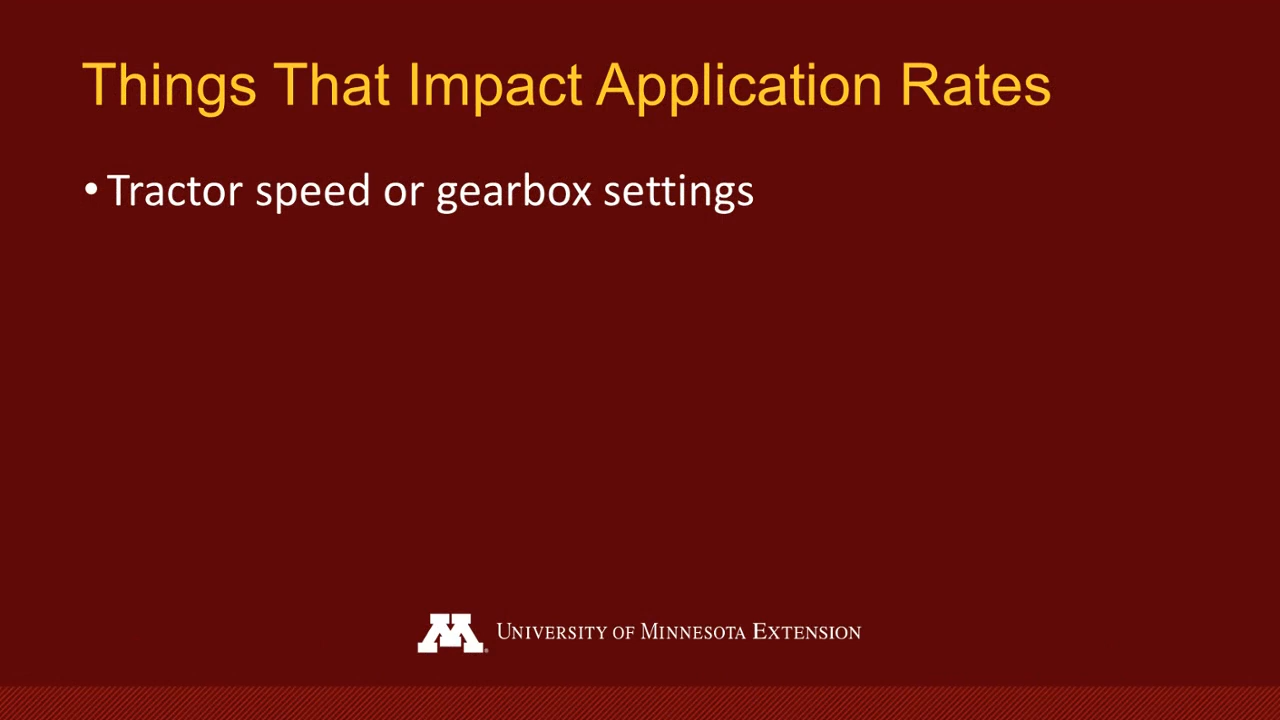 Things That Impact Application Rates
• Tractor speed or gearbox settings
M UNIVERSITY OF MINNESOTA EXTENSION